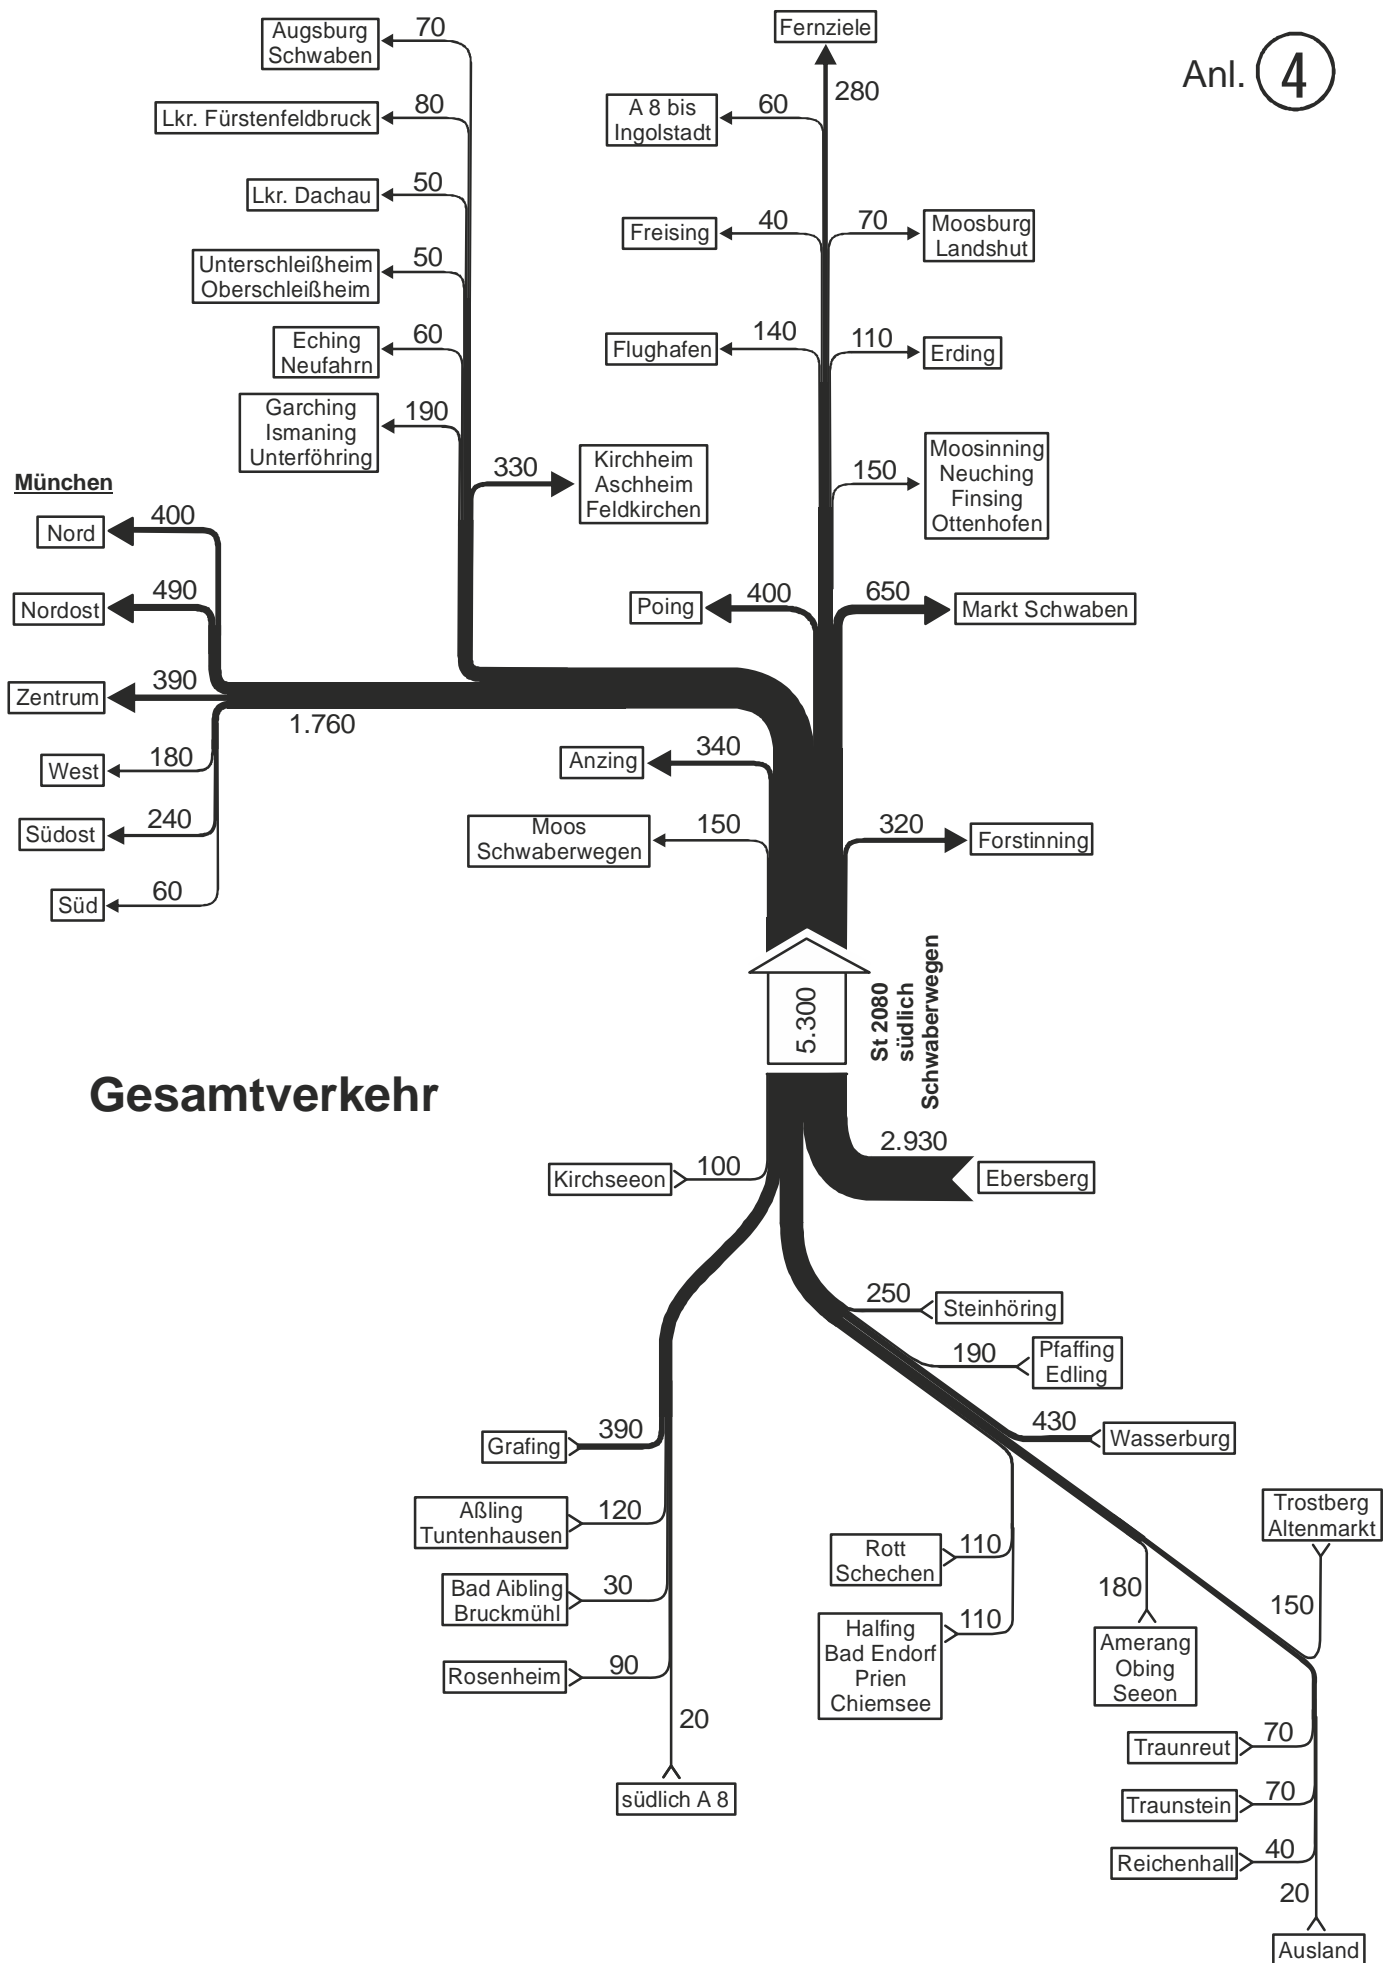 Anl. 4
Augsburg
Schwaben
70
Lkr. Fürstenfeldbruck
80
Lkr. Dachau
50
Unterschleißheim
Oberschleißheim
50
Eching
Neufahrn
60
Garching
Ismaning
Unterföhring
190
330
Kirchheim
Aschheim
Feldkirchen
Fernziele
280
A 8 bis
Ingolstadt
60
Freising
40
70
Moosburg
Landshut
Flughafen
140
110
Erding
150
Moosinning
Neuching
Finsing
Ottenhofen
Poing
400
650
Markt Schwaben
München
Nord
400
Nordost
490
Zentrum
390
1.760
West
180
Südost
240
Süd
60
Anzing
340
Moos
Schwaberwegen
150
320
Forstinning
5.300
St 2080
südlich
Schwaberwegen
Gesamtverkehr
2.930
Ebersberg
Kirchseeon
100
250
Steinhöring
190
Pfaffing
Edling
430
Wasserburg
Grafing
390
Aßling
Tuntenhausen
120
Bad Aibling
Bruckmühl
30
Rosenheim
90
20
südlich A 8
Rott
Schechen
110
Halfing
Bad Endorf
Prien
Chiemsee
110
180
Amerang
Obing
Seeon
Trostberg
Altenmarkt
150
Traunreut
70
Traunstein
70
Reichenhall
40
20
Ausland